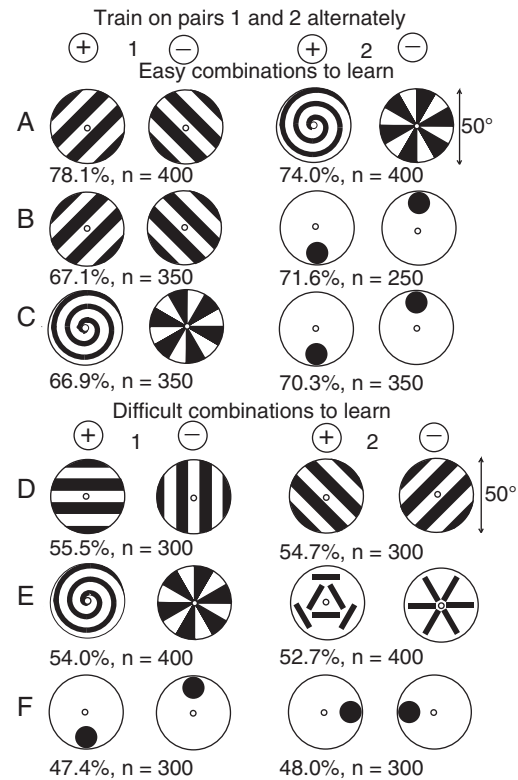 Train on pairs 1 and 2 alternately
+ 1 − + 2 −
Easy combinations to learn
A 50°
78.1%, n = 400 74.0%, n = 400
B
67.1%, n = 350 71.6%, n = 250
C
66.9%, n = 350 70.3%, n = 350
Difficult combinations to learn
+ 1 − + 2 −
D 50°
55.5%, n = 300 54.7%, n = 300
E
54.0%, n = 400 52.7%, n = 400
F
47.4%, n = 300 48.0%, n = 300